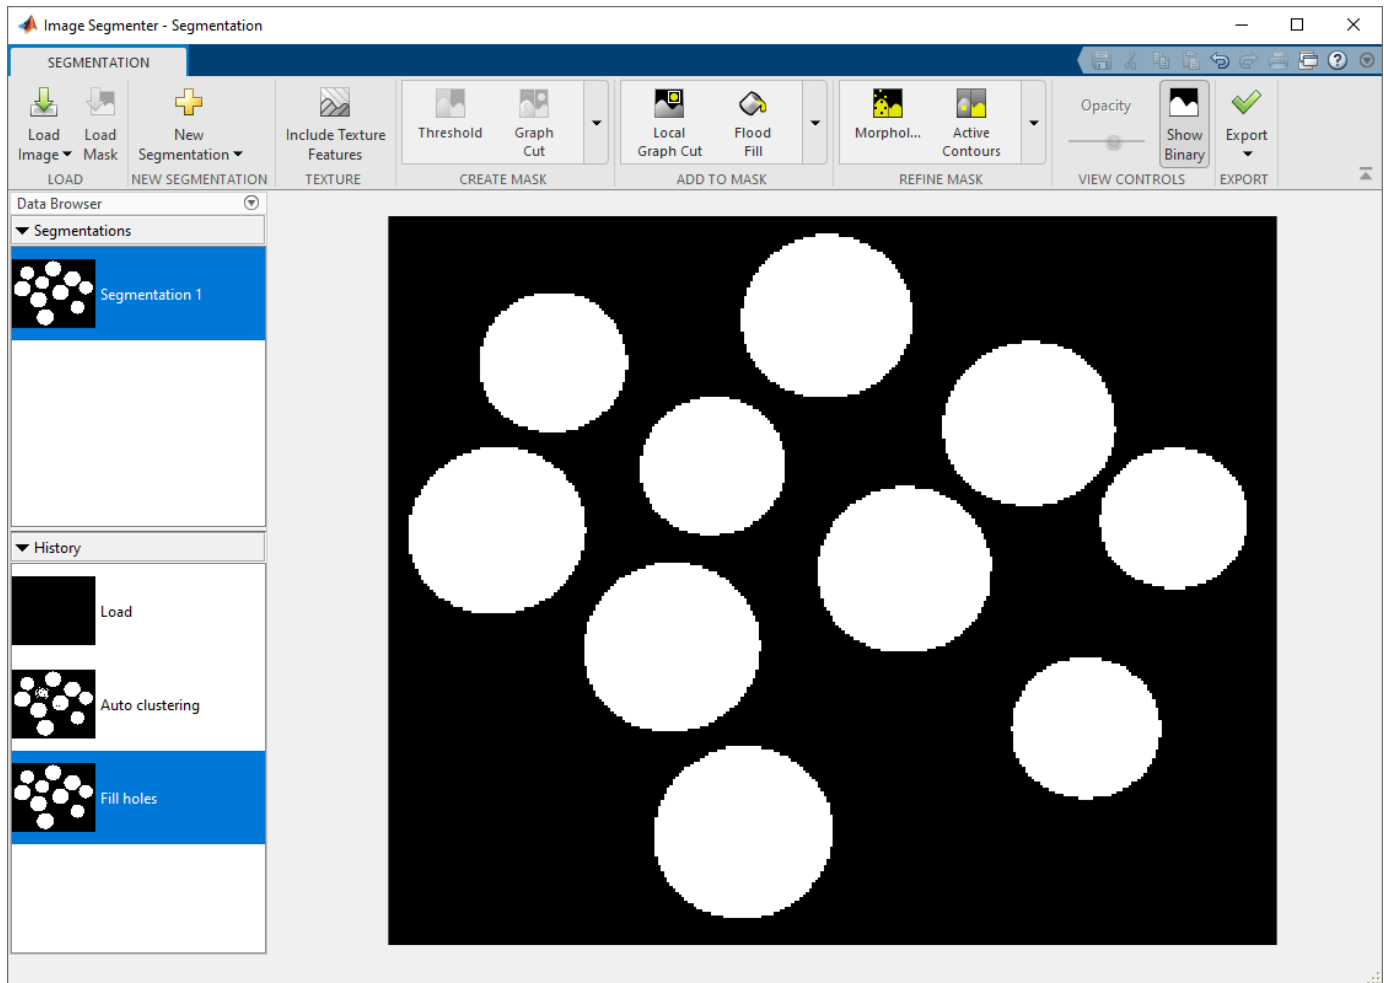 Image Segmenter - Segmentation
SEGMENTATION
Load Image
Load Mask
New Segmentation
Include Texture Features
Threshold
Graph Cut
Local Graph Cut
Flood Fill
Morphol...
Active Contours
Opacity
Show Binary
Export
LOAD
NEW SEGMENTATION
TEXTURE
CREATE MASK
ADD TO MASK
REFINE MASK
VIEW CONTROLS
EXPORT
Data Browser
Segmentations
Segmentation 1
History
Load
Auto clustering
Fill holes